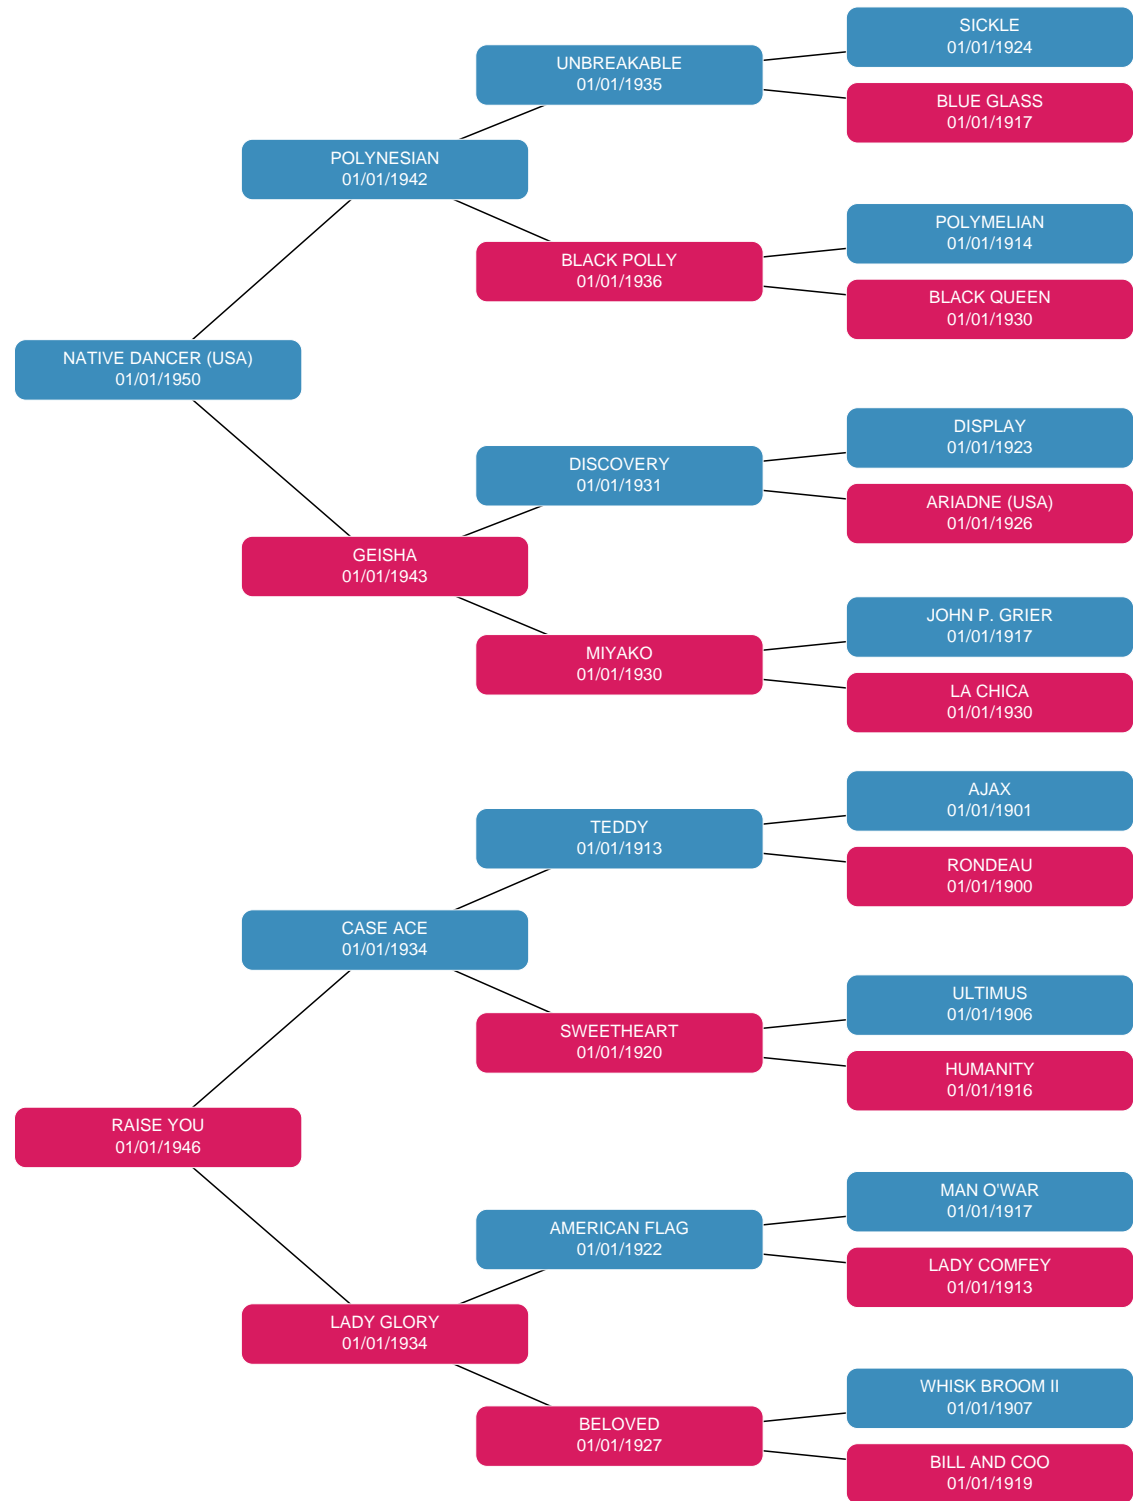 SICKLE
01/01/1924
UNBREAKABLE
01/01/1935
BLUE GLASS
01/01/1917
POLYNESIAN
01/01/1942
POLYMELIAN
01/01/1914
BLACK POLLY
01/01/1936
BLACK QUEEN
01/01/1930
NATIVE DANCER (USA)
01/01/1950
DISPLAY
01/01/1923
DISCOVERY
01/01/1931
ARIADNE (USA)
01/01/1926
GEISHA
01/01/1943
JOHN P. GRIER
01/01/1917
MIYAKO
01/01/1930
LA CHICA
01/01/1930
AJAX
01/01/1901
TEDDY
01/01/1913
RONDEAU
01/01/1900
CASE ACE
01/01/1934
ULTIMUS
01/01/1906
SWEETHEART
01/01/1920
HUMANITY
01/01/1916
RAISE YOU
01/01/1946
MAN O'WAR
01/01/1917
AMERICAN FLAG
01/01/1922
LADY COMFEY
01/01/1913
LADY GLORY
01/01/1934
WHISK BROOM II
01/01/1907
BELOVED
01/01/1927
BILL AND COO
01/01/1919